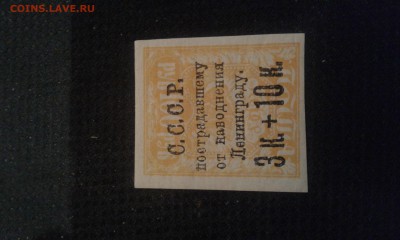 COINS.LAVE.RU
С.С.С.Р.
пострадавшему
от наводнения
Ленинграду.
3 к. + 10 к.